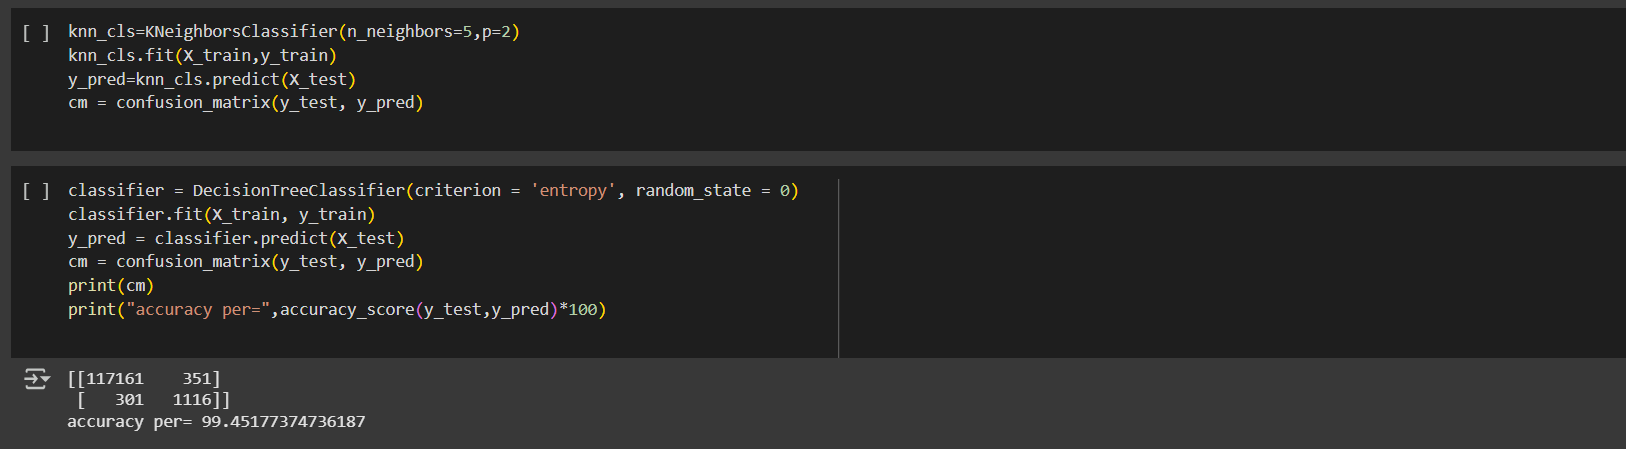 [ ] knn_cls=KNeighborsClassifier(n_neighbors=5,p=2)
knn_cls.fit(X_train,y_train)
y_pred=knn_cls.predict(X_test)
cm = confusion_matrix(y_test, y_pred)
[ ] classifier = DecisionTreeClassifier(criterion = 'entropy', random_state = 0)
classifier.fit(X_train, y_train)
y_pred = classifier.predict(X_test)
cm = confusion_matrix(y_test, y_pred)
print(cm)
print("accuracy per=",accuracy_score(y_test,y_pred)*100)
[[117161    351]
 [   301   1116]]
accuracy per= 99.45177374736187